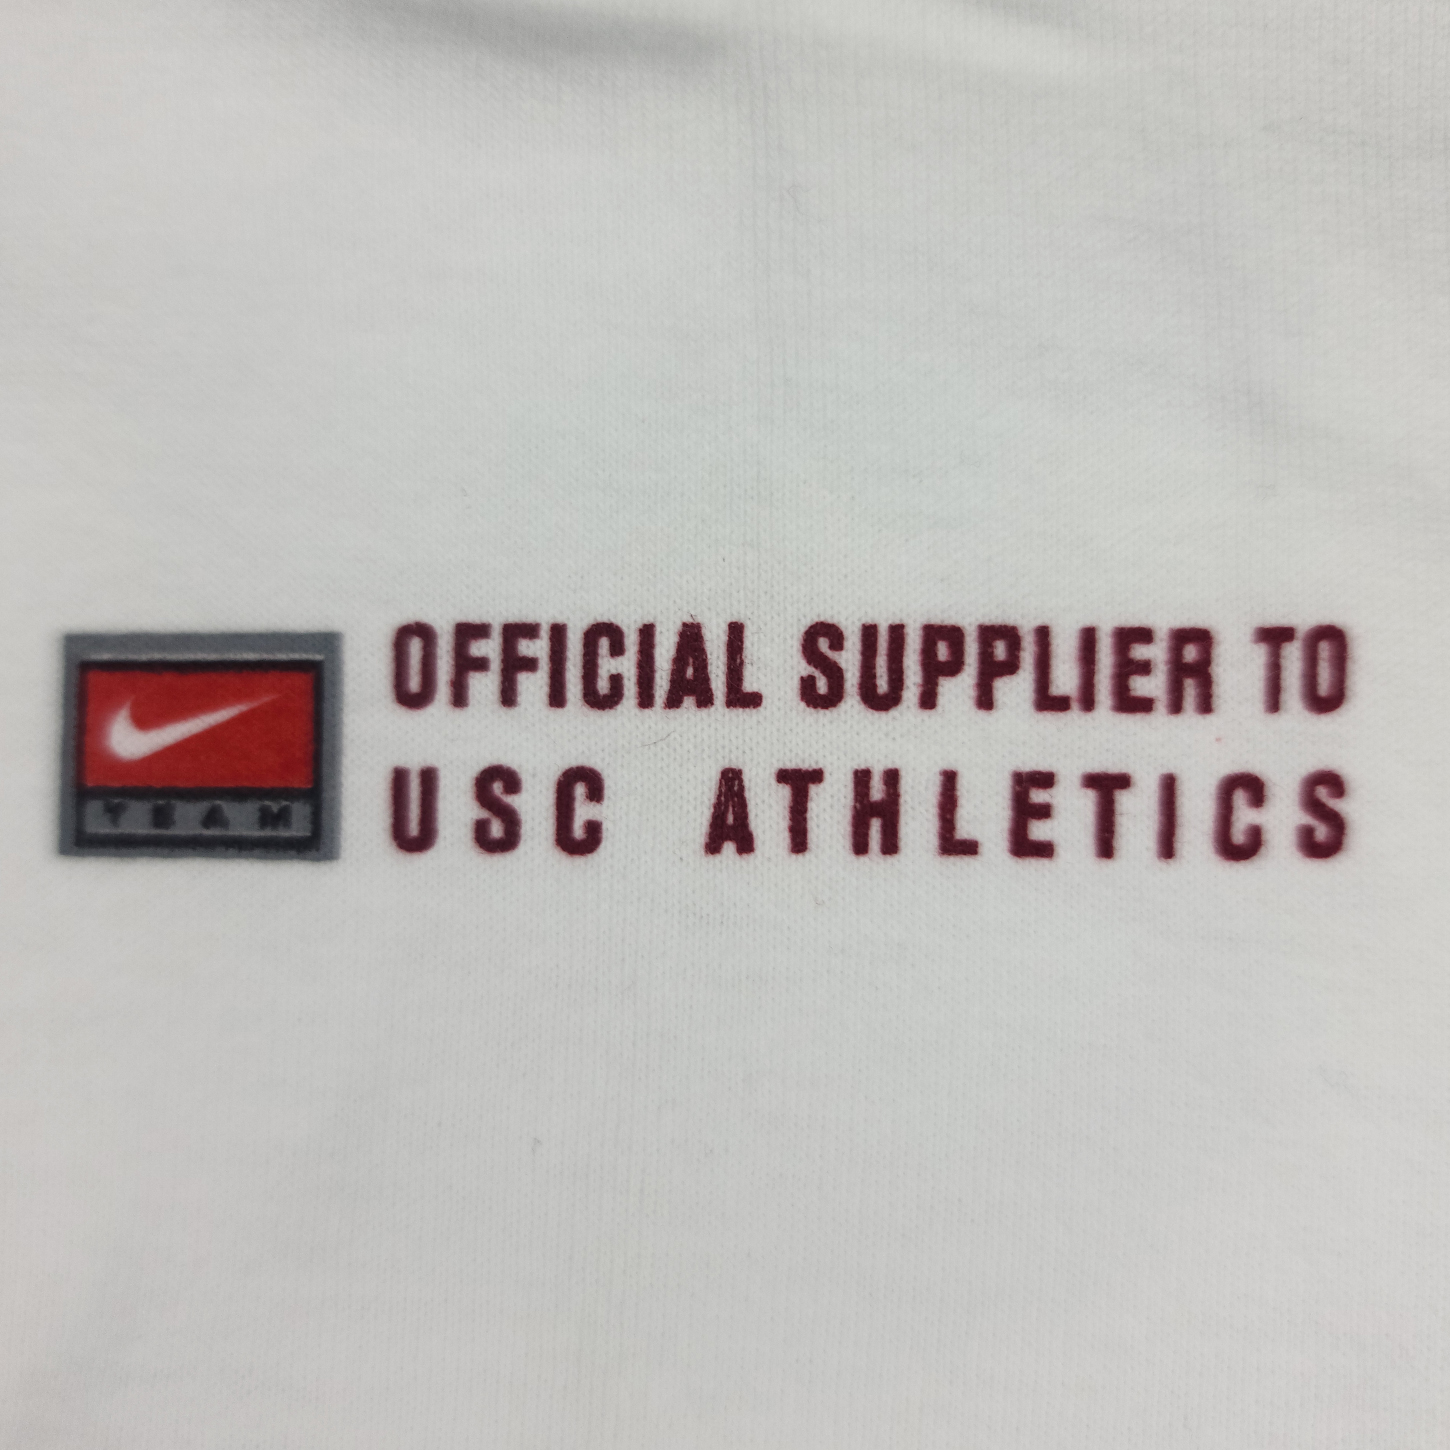 OFFICIAL SUPPLIER TO
USC ATHLETICS
TEAM